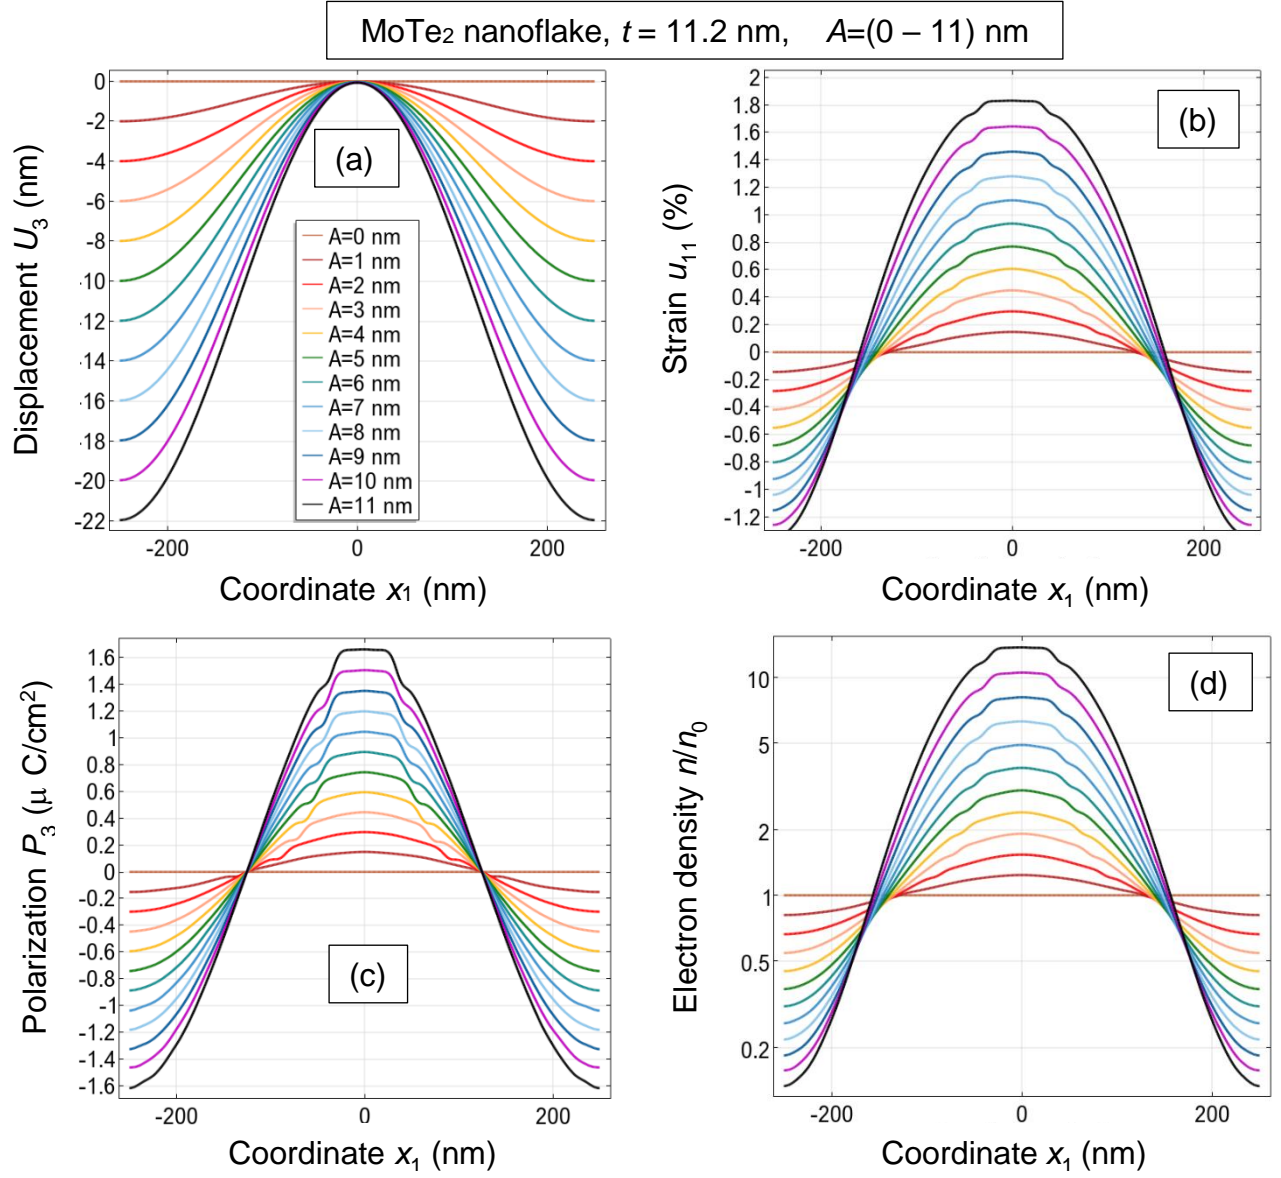 MoTe2 nanoflake, t = 11.2 nm, A=(0 – 11) nm
Displacement U3 (nm)
0
-2
-4
-6
-8
·10
·12
·14
·16
·18
-20
-22
(a)
A=0 nm
A=1 nm
A=2 nm
A=3 nm
A=4 nm
A=5 nm
A=6 nm
A=7 nm
A=8 nm
A=9 nm
A=10 nm
A=11 nm
-200 0 200
Coordinate x1 (nm)
Strain u11 (%)
2
1.8
1.6
1.4
1.2
1
0.8
0.6
0.4
0.2
0
-0.2
-0.4
-0.6
-0.8
-1
-1.2
(b)
-200 0 200
Coordinate x1 (nm)
Polarization P3 (μ C/cm2)
1.6
1.4
1.2
1
0.8
0.6
0.4
0.2
0
-0.2
-0.4
-0.6
-0.8
-1
-1.2
-1.4
-1.6
(c)
-200 0 200
Coordinate x1 (nm)
Electron density n/n0
10
5
2
1
0.5
0.2
(d)
-200 0 200
Coordinate x1 (nm)